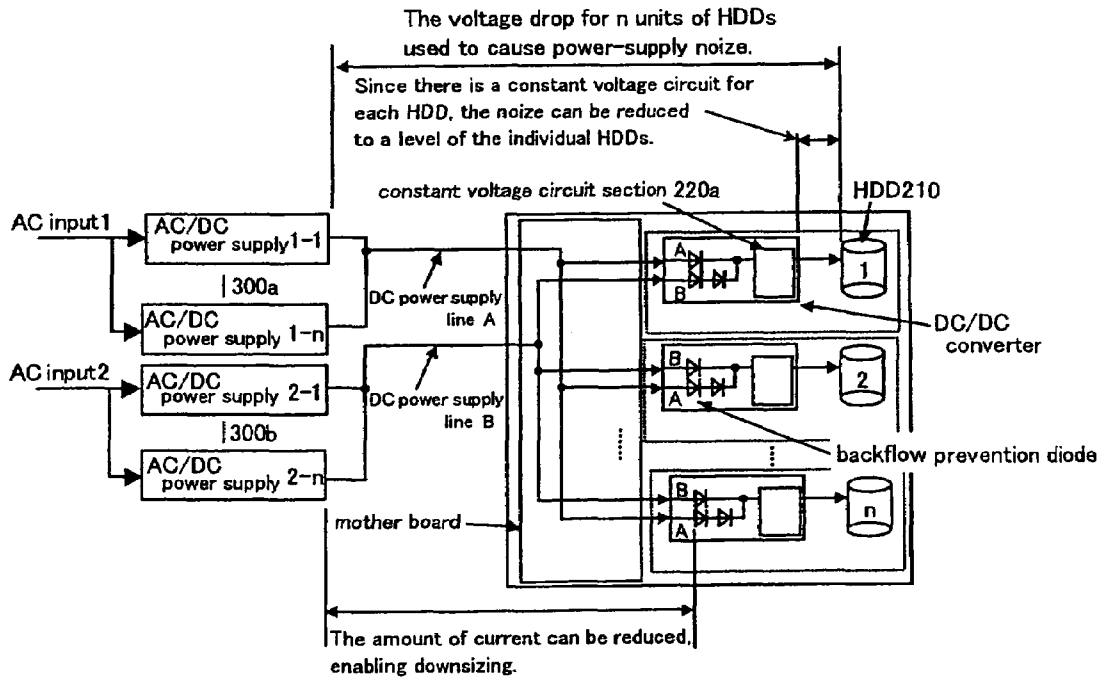 The voltage drop for n units of HDDs
used to cause power-supply noize.
Since there is a constant voltage circuit for
each HDD, the noize can be reduced
to a level of the individual HDDs.
constant voltage circuit section 220a
HDD210
AC input1
AC/DC
power supply 1-1
300a
AC/DC
power supply 1-n
AC input2
AC/DC
power supply 2-1
300b
AC/DC
power supply 2-n
DC power supply
line A
DC power supply
line B
A
B
1
DC/DC
converter
B
A
2
backflow prevention diode
B
A
n
mother board
The amount of current can be reduced,
enabling downsizing.